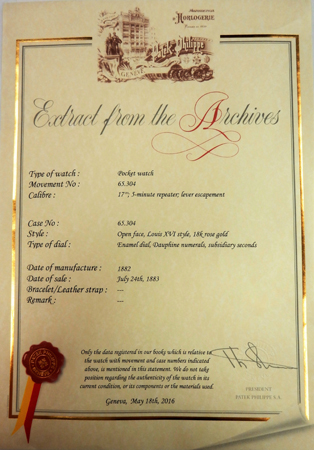 MANUFACTURE
HORLOGERIE
Patek Philippe
GENÈVE
Extract from the Archives
Type of watch : Pocket watch
Movement No : 65.304
Calibre : 17'''; 5-minute repeater; lever escapement
Case No : 65.304
Style : Open face, Louis XVI style, 18k rose gold
Type of dial : Enamel dial, Dauphine numerals, subsidiary seconds
Date of manufacture : 1882
Date of sale : July 24th, 1883
Bracelet/Leather strap : ---
Remark : ---
Only the data registered in our books which is relative to
the watch with movement and case numbers indicated
above, is mentioned in this statement. We do not take
position regarding the authenticity of the watch in its
current condition, or its components or the materials used.
Geneva, May 18th, 2016
PRESIDENT
PATEK PHILIPPE S.A.